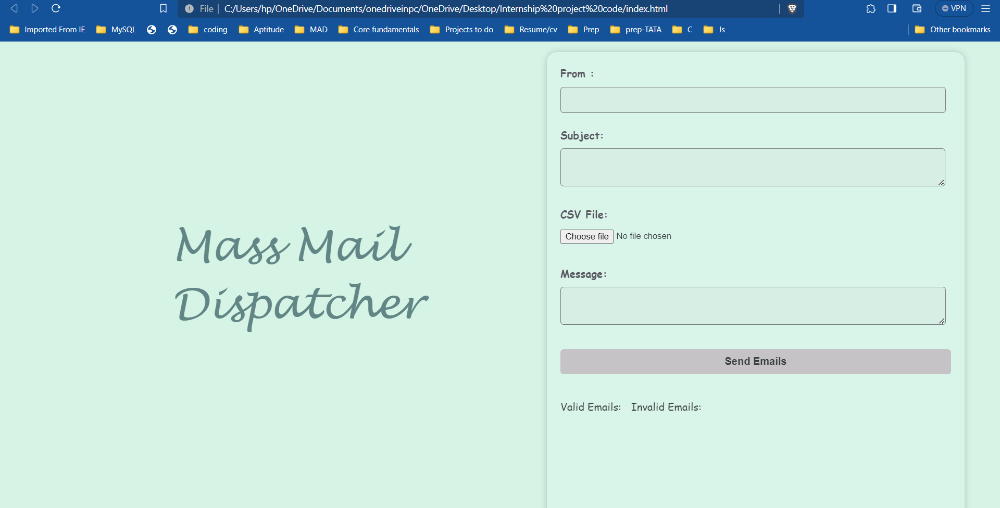 File | C:/Users/hp/OneDrive/Documents/onedriveinpc/OneDrive/Desktop/Internship%20project%20code/index.html VPN
Imported From IE MySQL coding Aptitude MAD Core fundamentals Projects to do Resume/cv Prep prep-TATA C Js Other bookmarks
Mass Mail
Dispatcher
From :
Subject:
CSV File:
Choose file No file chosen
Message:
Send Emails
Valid Emails: Invalid Emails: